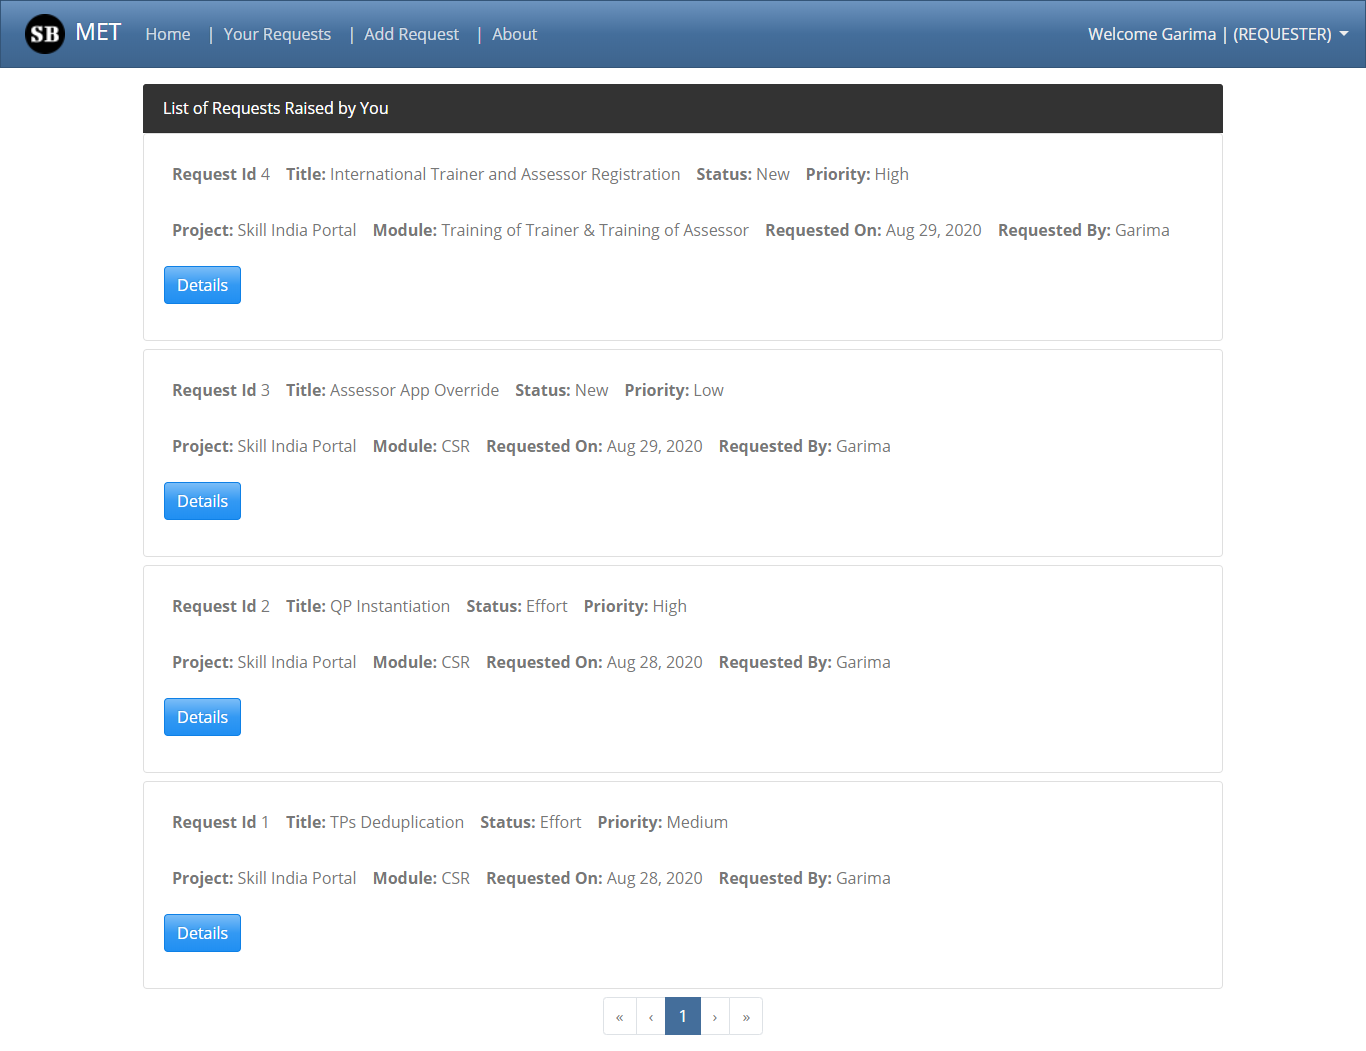 SB MET Home | Your Requests | Add Request | About Welcome Garima | (REQUESTER)
List of Requests Raised by You
Request Id 4 Title: International Trainer and Assessor Registration Status: New Priority: High
Project: Skill India Portal Module: Training of Trainer & Training of Assessor Requested On: Aug 29, 2020 Requested By: Garima
Details
Request Id 3 Title: Assessor App Override Status: New Priority: Low
Project: Skill India Portal Module: CSR Requested On: Aug 29, 2020 Requested By: Garima
Details
Request Id 2 Title: QP Instantiation Status: Effort Priority: High
Project: Skill India Portal Module: CSR Requested On: Aug 28, 2020 Requested By: Garima
Details
Request Id 1 Title: TPs Deduplication Status: Effort Priority: Medium
Project: Skill India Portal Module: CSR Requested On: Aug 28, 2020 Requested By: Garima
Details
« ‹ 1 › »